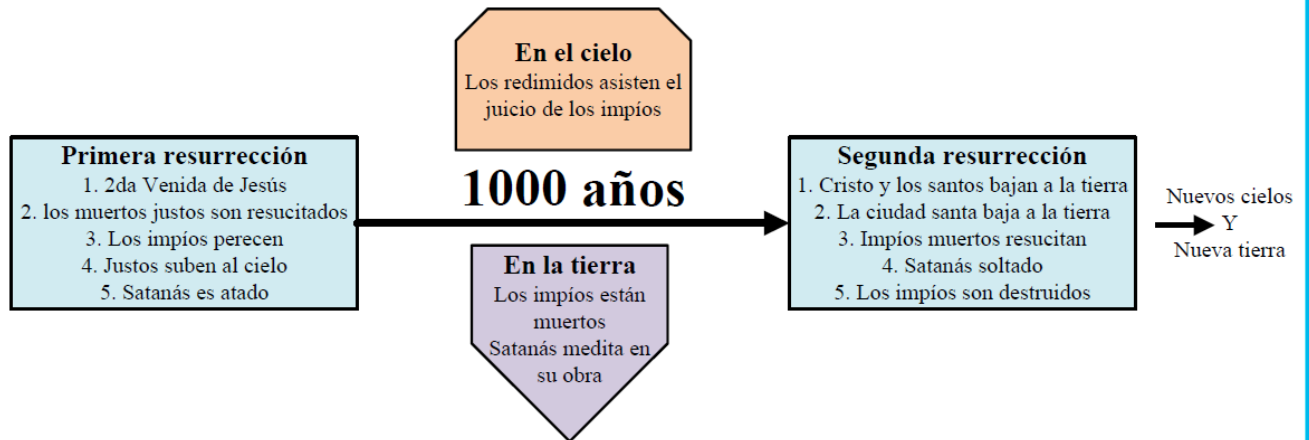 En el cielo
Los redimidos asisten el
juicio de los impíos
Primera resurrección
1. 2da Venida de Jesús
2. los muertos justos son resucitados
3. Los impíos perecen
4. Justos suben al cielo
5. Satanás es atado
1000 años
En la tierra
Los impíos están
muertos
Satanás medita en
su obra
Segunda resurrección
1. Cristo y los santos bajan a la tierra
2. La ciudad santa baja a la tierra
3. Impíos muertos resucitan
4. Satanás soltado
5. Los impíos son destruidos
Nuevos cielos
Y
Nueva tierra